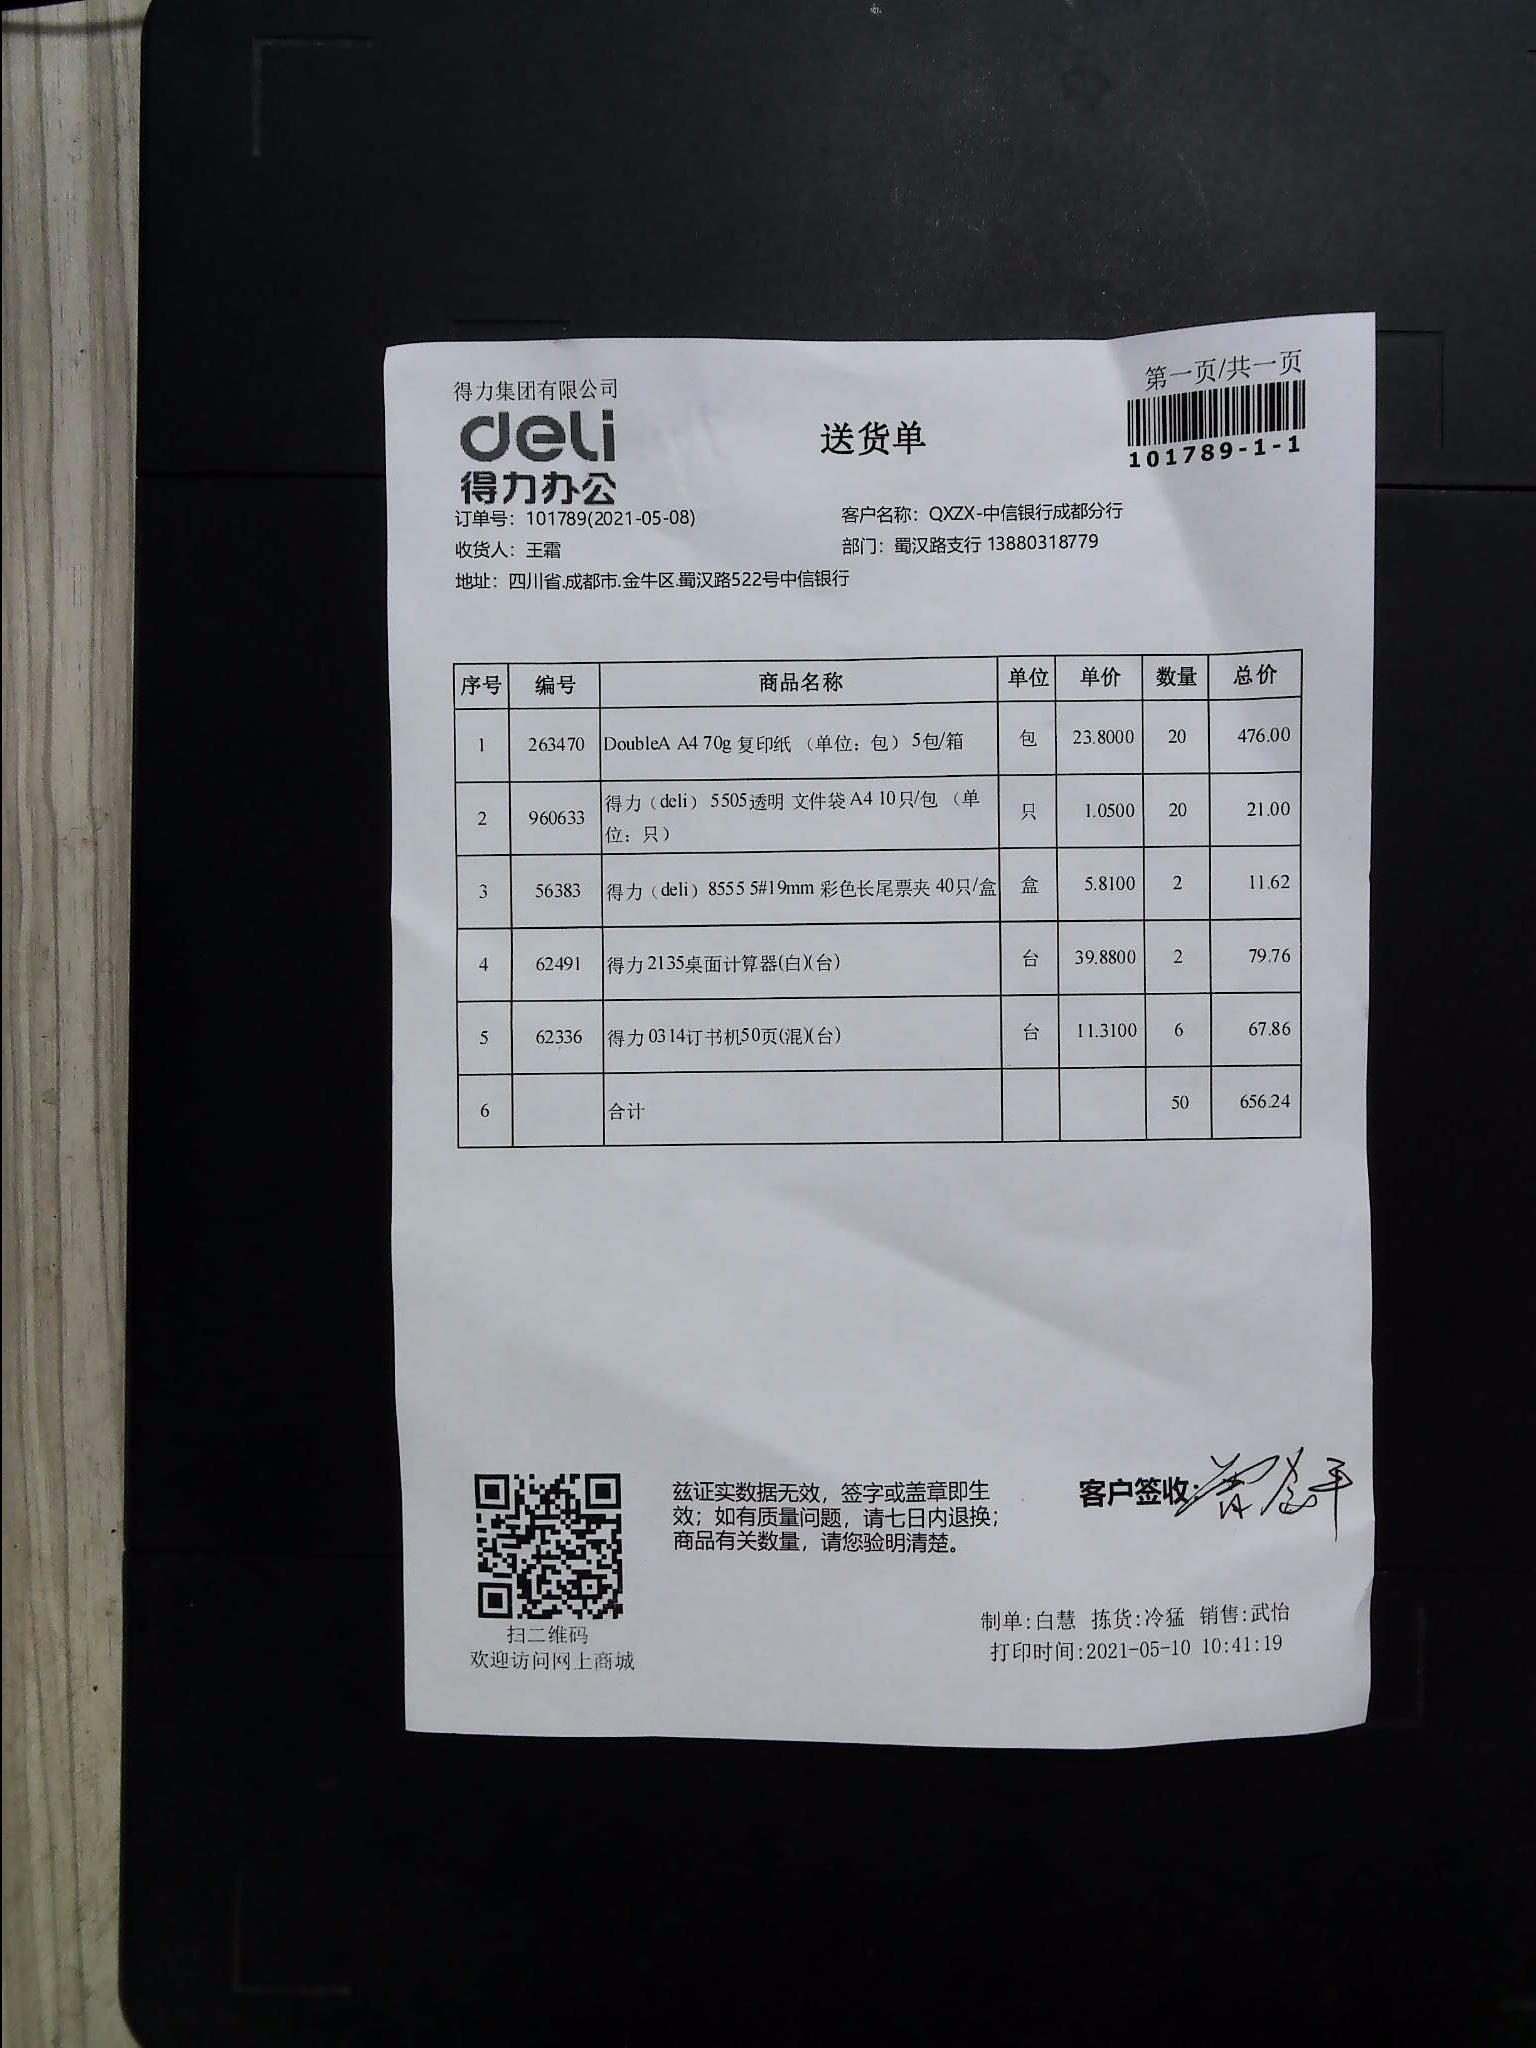 得力集团有限公司
第一页/共一页
deli
得力办公
送货单
101789-1-1
订单号：101789(2021-05-08)
客户名称：QXZX-中信银行成都分行
收货人：王霜
部门：蜀汉路支行 13880318779
地址：四川省.成都市.金牛区.蜀汉路522号中信银行
序号 编号 商品名称 单位 单价 数量 总价
1 263470 DoubleA A4 70g 复印纸 （单位：包） 5包/箱 包 23.8000 20 476.00
2 960633 得力（deli） 5505透明 文件袋 A4 10只/包 （单
位：只） 只 1.0500 20 21.00
3 56383 得力（deli）8555 5#19mm 彩色长尾票夹 40只/盒 盒 5.8100 2 11.62
4 62491 得力 2135桌面计算器(白)(台) 台 39.8800 2 79.76
5 62336 得力 0314订书机50页(混)(台) 台 11.3100 6 67.86
6 合计 50 656.24
兹证实数据无效，签字或盖章即生
效；如有质量问题，请七日内退换；
商品有关数量，请您验明清楚。
客户签收:
扫二维码
欢迎访问网上商城
制单:白慧 拣货:冷猛 销售:武怡
打印时间:2021-05-10 10:41:19